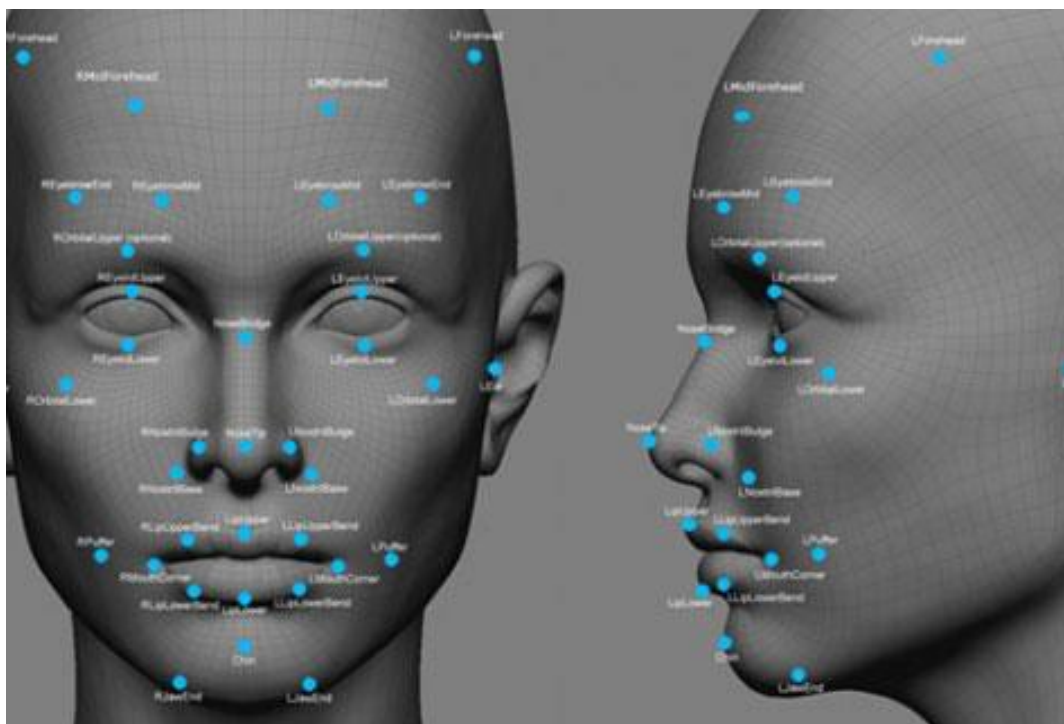 RForehead
LForehead
RMidForehead
LMidForehead
REyebrowEnd
REyebrowMid
LEyebrowMid
LEyebrowEnd
ROrbitalUpper(optional)
LOrbitalUpper(optional)
REyelidUpper
LEyelidUpper
NoseBridge
REyelidLower
LEyelidLower
ROrbitalLower
LOrbitalLower
LEar
RNostrilBulge
NoseTip
LNostrilBulge
RNostrilBase
LNostrilBase
RLipUpperBend
LipUpper
LLipUpperBend
RPuffer
LPuffer
RMouthCorner
LMouthCorner
RLipLowerBend
LipLower
LLipLowerBend
Chin
RJawEnd
LJawEnd
LForehead
LMidForehead
LEyebrowMid
LEyebrowEnd
LOrbitalUpper(optional)
LEyelidUpper
NoseBridge
LEyelidLower
LOrbitalLower
NoseTip
LNostrilBulge
LNostrilBase
LipUpper
LLipUpperBend
LPuffer
LMouthCorner
LipLower
LLipLowerBend
Chin
LJawEnd